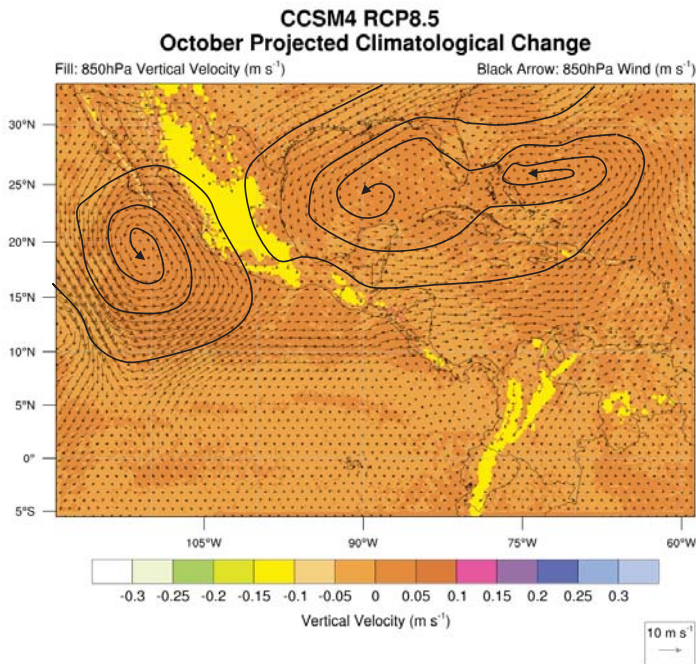 CCSM4 RCP8.5
October Projected Climatological Change
Fill: 850hPa Vertical Velocity (m s⁻¹) Black Arrow: 850hPa Wind (m s⁻¹)
30°N
25°N
20°N
15°N
10°N
5°N
0°
5°S
105°W 90°W 75°W 60°W
-0.3 -0.25 -0.2 -0.15 -0.1 -0.05 0 0.05 0.1 0.15 0.2 0.25 0.3
Vertical Velocity (m s⁻¹)
10 m s⁻¹